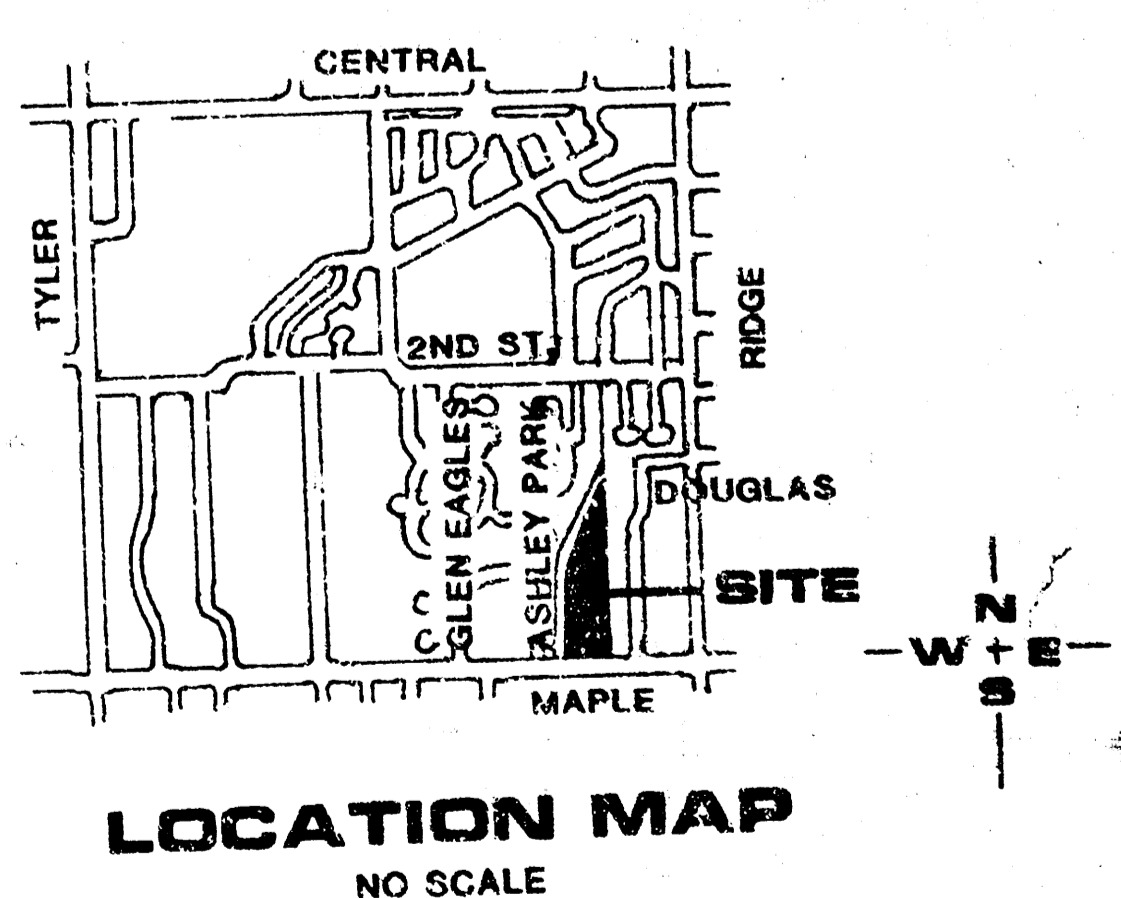 CENTRAL
TYLER
RIDGE
2ND ST.
GLEN EAGLES
ASHLEY PARK
DOUGLAS
SITE
MAPLE
N
W + E
S
LOCATION MAP
NO SCALE